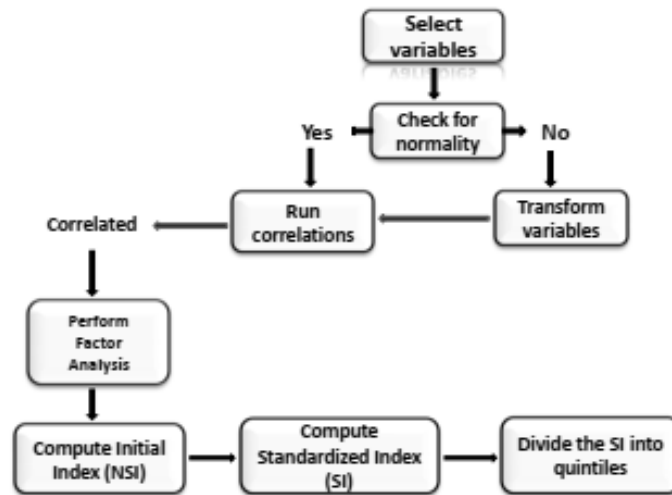 Select
variables
Check for
normality
Yes
No
Run
correlations
Transform
variables
Correlated
Perform
Factor
Analysis
Compute Initial
Index (NSI)
Compute
Standardized Index
(SI)
Divide the SI into
quintiles